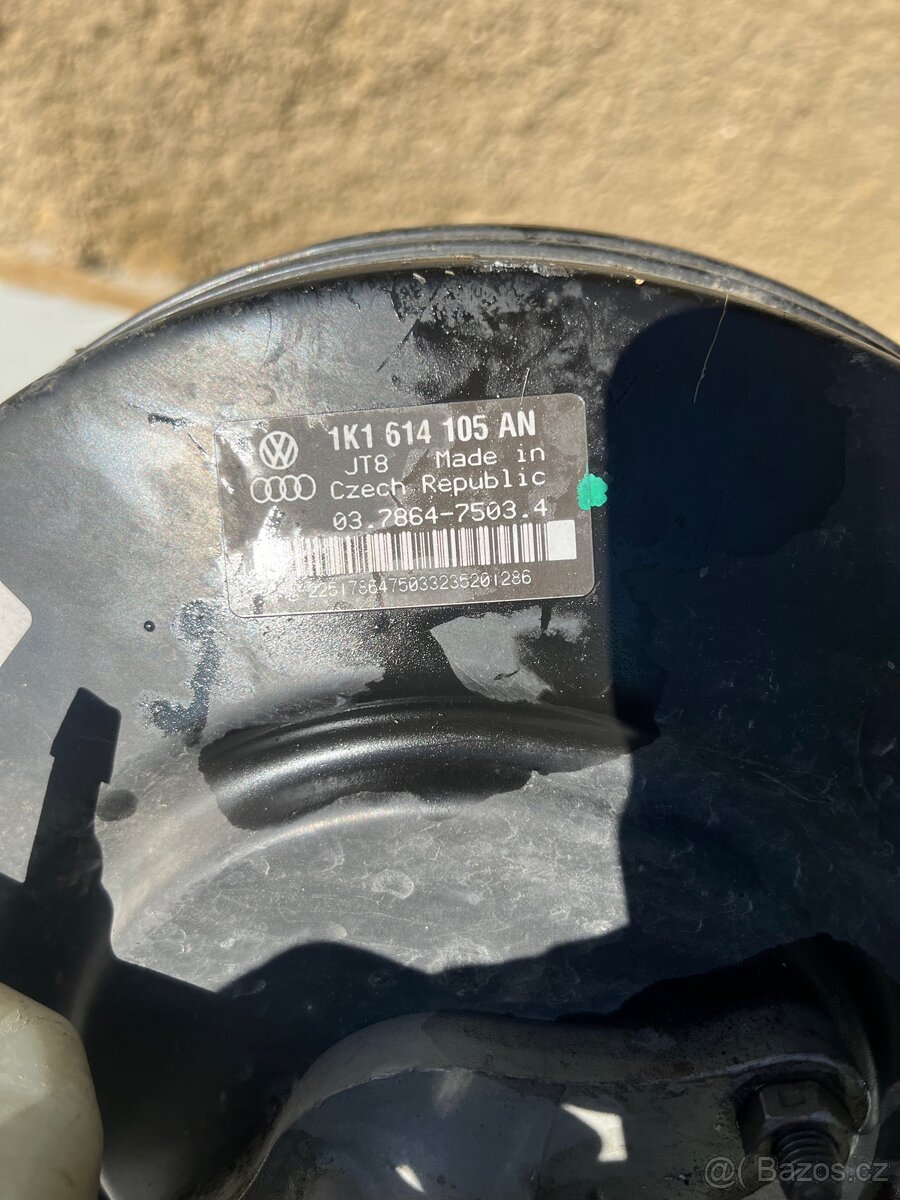 1K1 614 105 AN
JT8 Made in
Czech Republic
03.7864-7503.4
2251786475033235201286
@( Bazos.cz